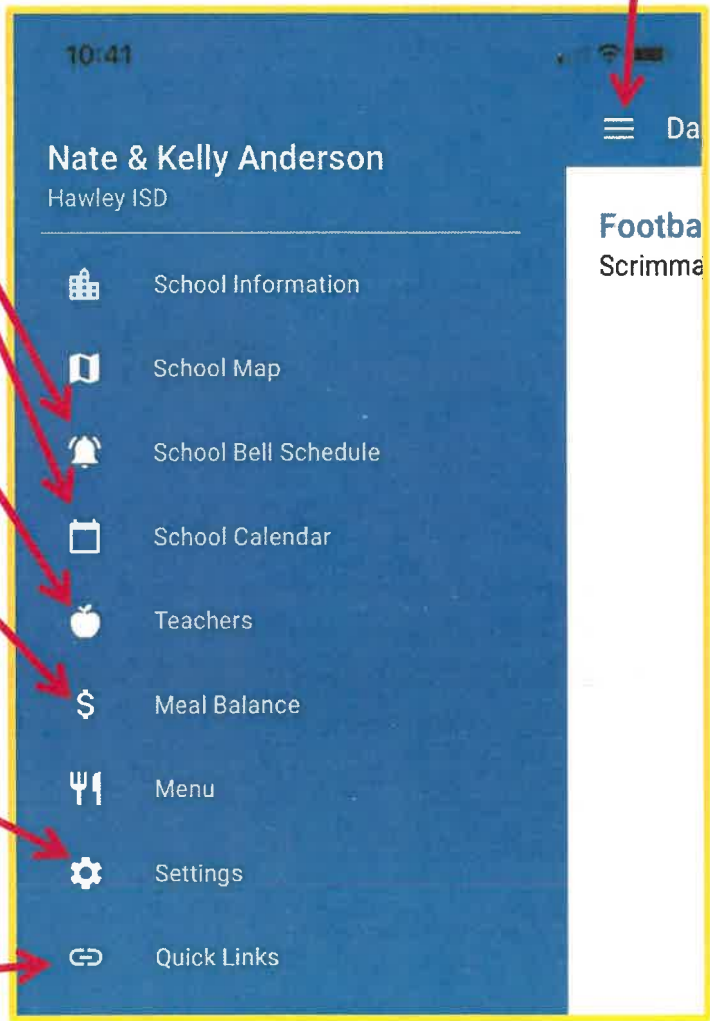 10:41
Da
Nate & Kelly Anderson
Hawley ISD
Footba
Scrimma
School Information
School Map
School Bell Schedule
School Calendar
Teachers
$ Meal Balance
Menu
Settings
Quick Links